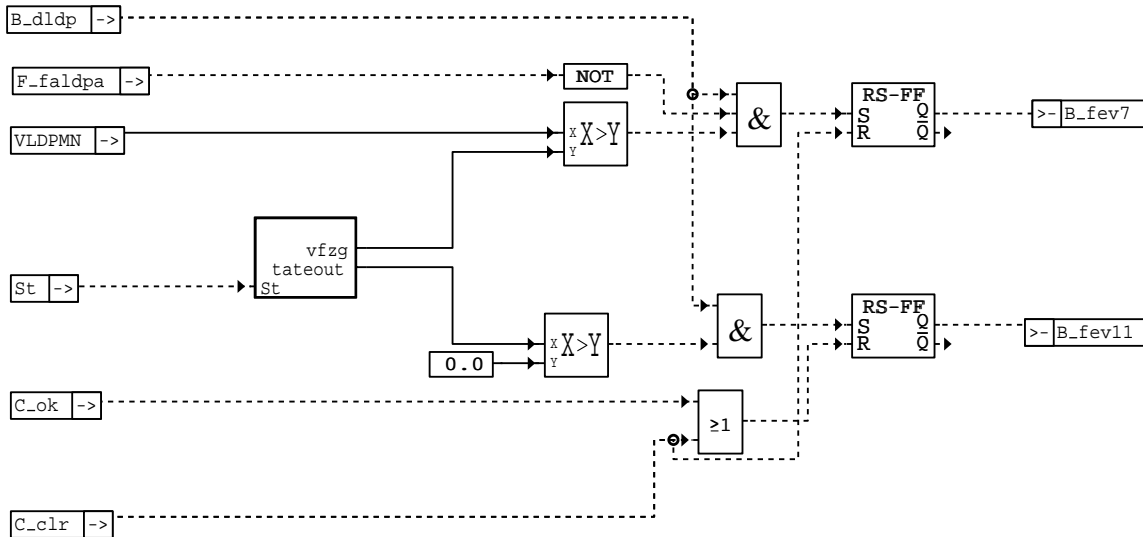 B_dldp ->
F_faldpa -> NOT
RS-FF
& S Q >- B_fev7
R Q
VLDPMN -> X X>Y
Y
vfzg
tateout
St -> St
RS-FF
& S Q >- B_fev11
R Q
X X>Y
0.0 Y
C_ok ->
≥1
C_clr ->